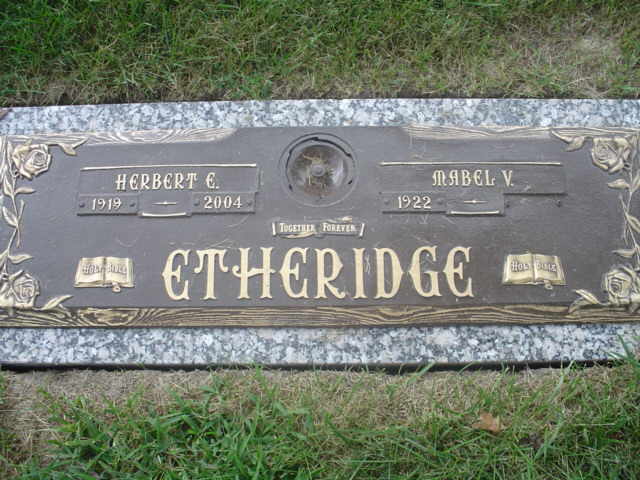 HERBERT E.
1919 2004
MABEL V.
1922
TOGETHER FOREVER
ETHERIDGE
HOLY BIBLE
HOLY BIBLE